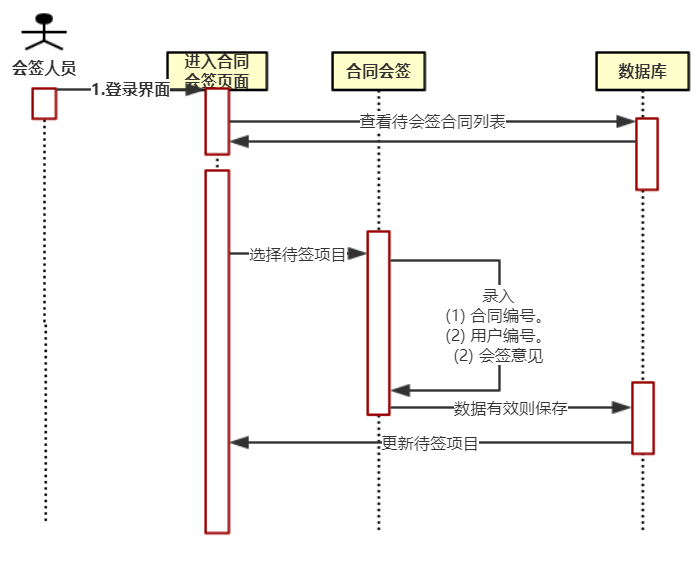 会签人员
进入合同
会签页面
合同会签
数据库
1.登录界面
查看待会签合同列表
选择待签项目
录入
(1) 合同编号。
(2) 用户编号。
(2) 会签意见
数据有效则保存
更新待签项目